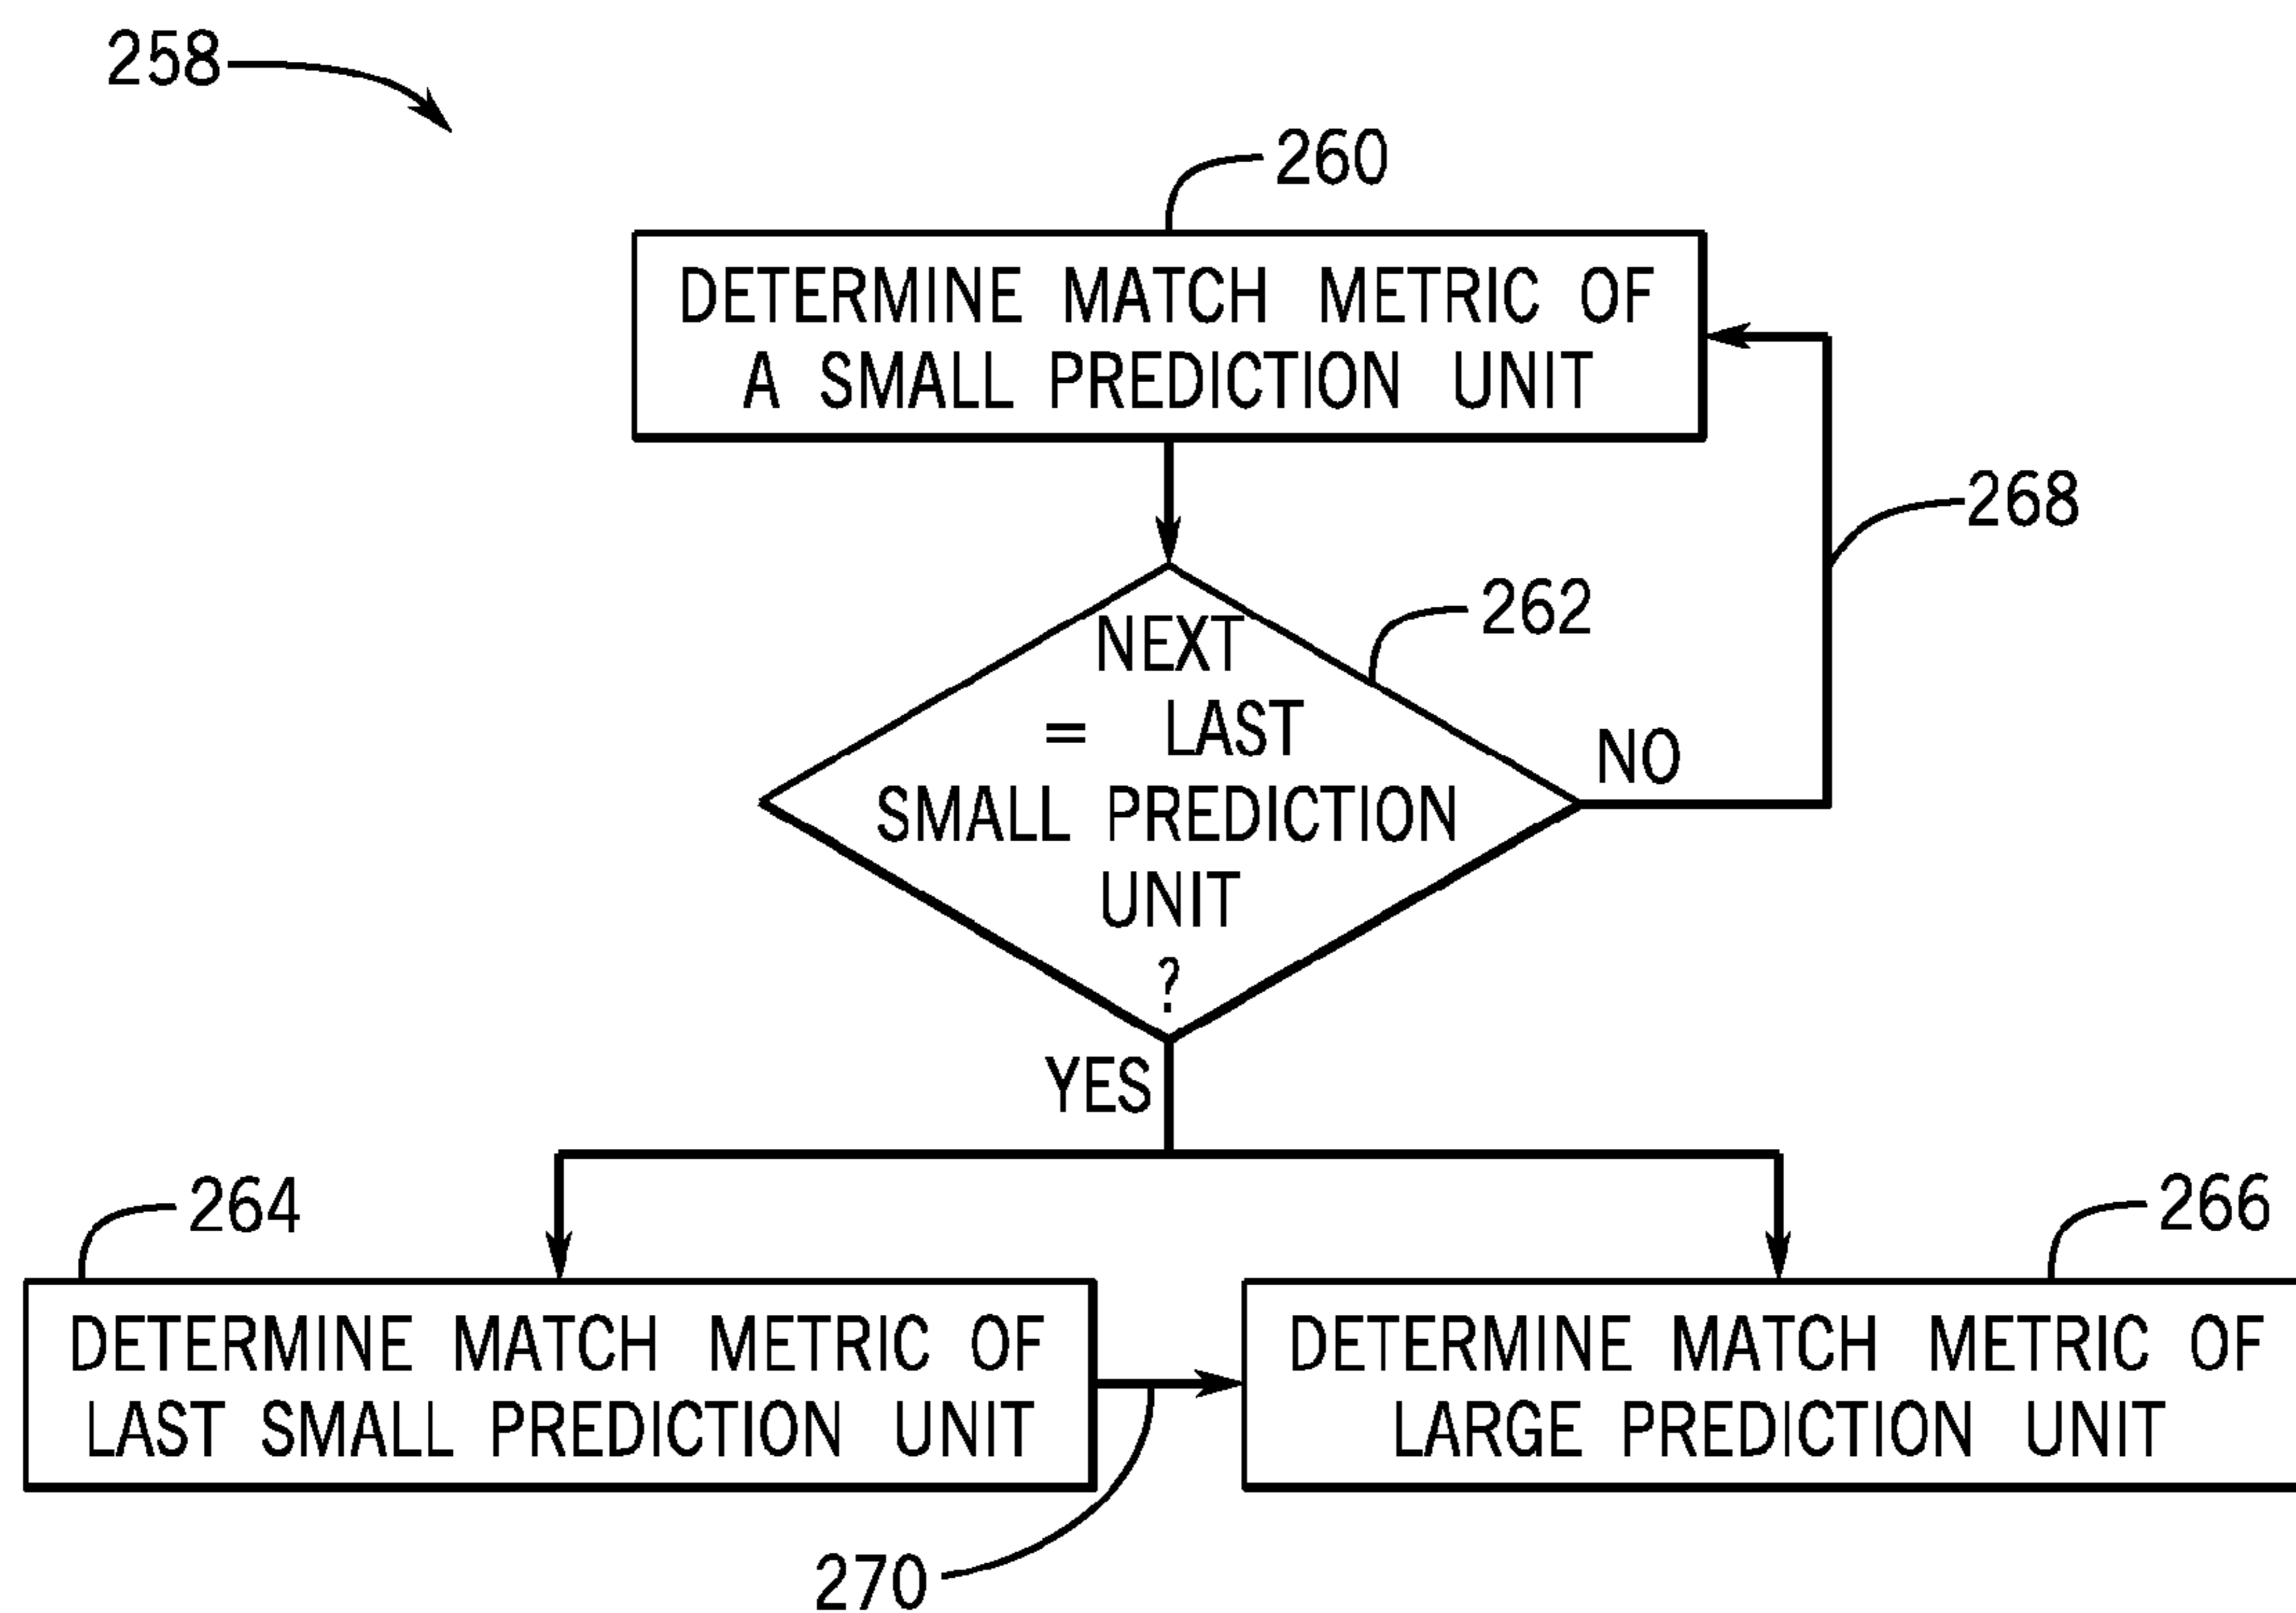 258
260
DETERMINE MATCH METRIC OF
A SMALL PREDICTION UNIT
268
262
NEXT
= LAST
SMALL PREDICTION
UNIT
?
NO
YES
264
266
DETERMINE MATCH METRIC OF
LAST SMALL PREDICTION UNIT
DETERMINE MATCH METRIC OF
LARGE PREDICTION UNIT
270